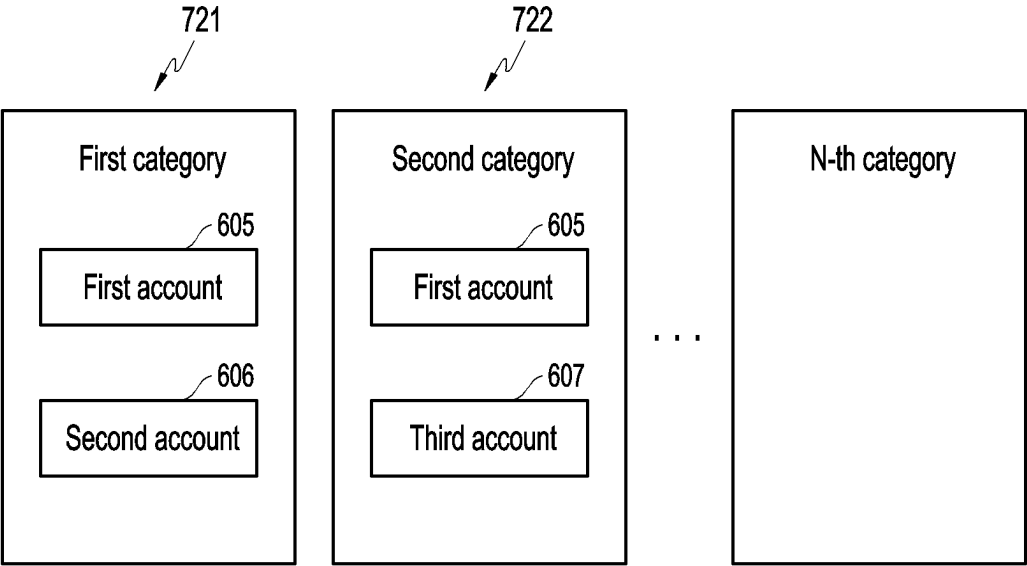 721
722
First category
Second category
N-th category
605
605
First account
First account
. . .
606
607
Second account
Third account